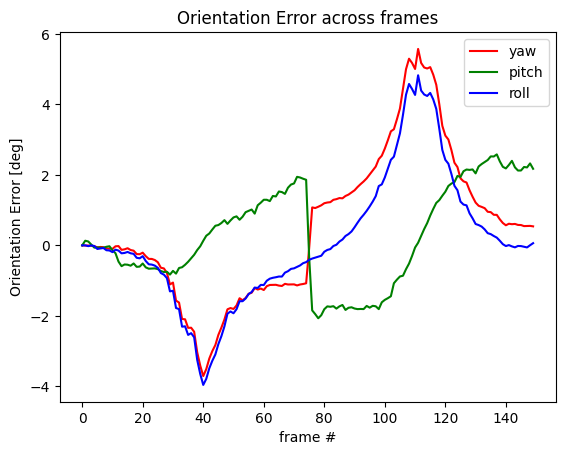 Orientation Error across frames
yaw
pitch
roll
Orientation Error [deg]
6
4
2
0
−2
−4
0 20 40 60 80 100 120 140
frame #